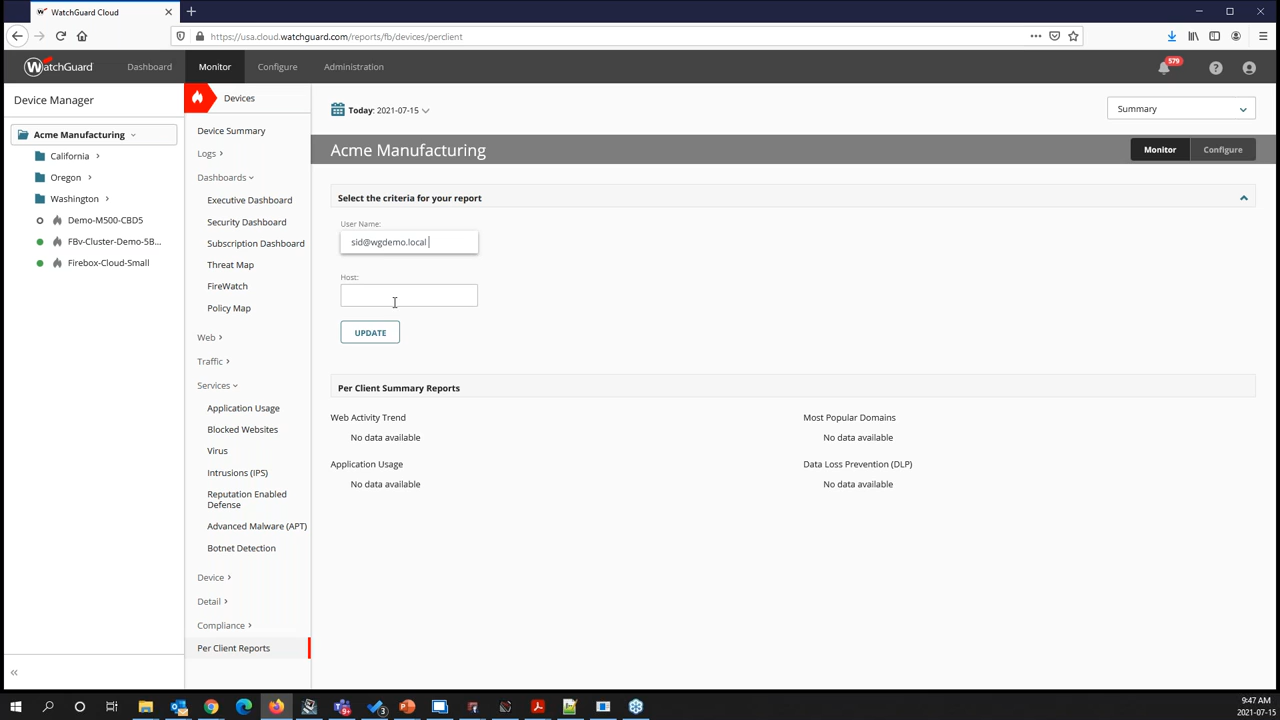 WatchGuard Cloud
https://usa.cloud.watchguard.com/reports/fb/devices/perclient
WatchGuard
Dashboard
Monitor
Configure
Administration
579
Device Manager
Acme Manufacturing
California
Oregon
Washington
Demo-M500-CBD5
FBv-Cluster-Demo-5B...
Firebox-Cloud-Small
Devices
Device Summary
Logs
Dashboards
Executive Dashboard
Security Dashboard
Subscription Dashboard
Threat Map
FireWatch
Policy Map
Web
Traffic
Services
Application Usage
Blocked Websites
Virus
Intrusions (IPS)
Reputation Enabled
Defense
Advanced Malware (APT)
Botnet Detection
Device
Detail
Compliance
Per Client Reports
Today: 2021-07-15
Summary
Acme Manufacturing
Monitor
Configure
Select the criteria for your report
User Name:
sid@wgdemo.local
Host:
UPDATE
Per Client Summary Reports
Web Activity Trend
No data available
Most Popular Domains
No data available
Application Usage
No data available
Data Loss Prevention (DLP)
No data available
9:47 AM
2021-07-15